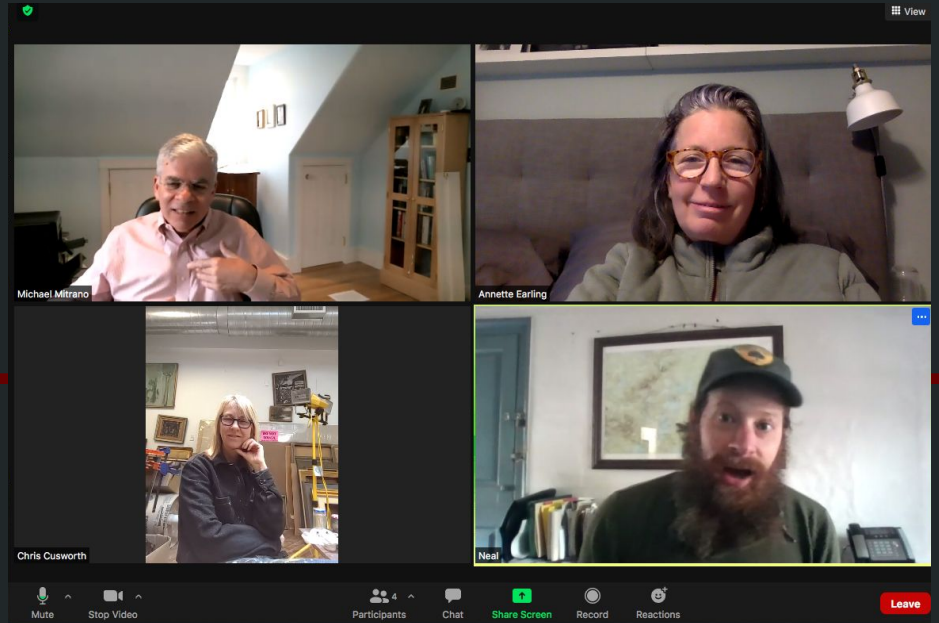 View
Michael Mitrano
Annette Earling
Chris Cusworth
Neal
Mute
Stop Video
4
Participants
Chat
Share Screen
Record
Reactions
Leave